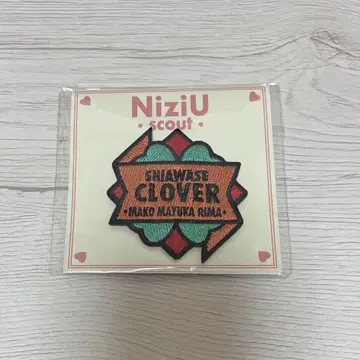 NiziU
• scout •
SHIAWASE
CLOVER
• MAKO MAYUKA RIMA •